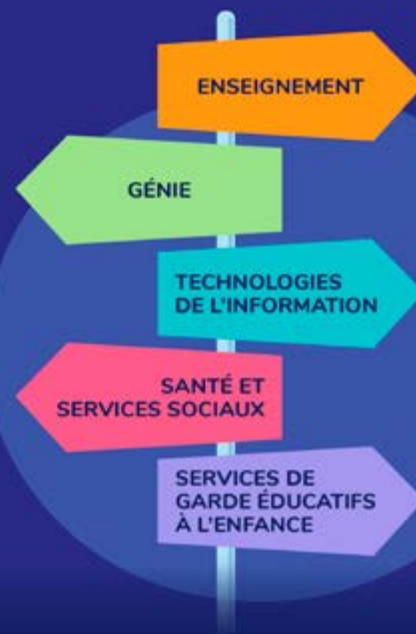 ENSEIGNEMENT
GÉNIE
TECHNOLOGIES
DE L'INFORMATION
SANTÉ ET
SERVICES SOCIAUX
SERVICES DE
GARDE ÉDUCATIFS
À L'ENFANCE